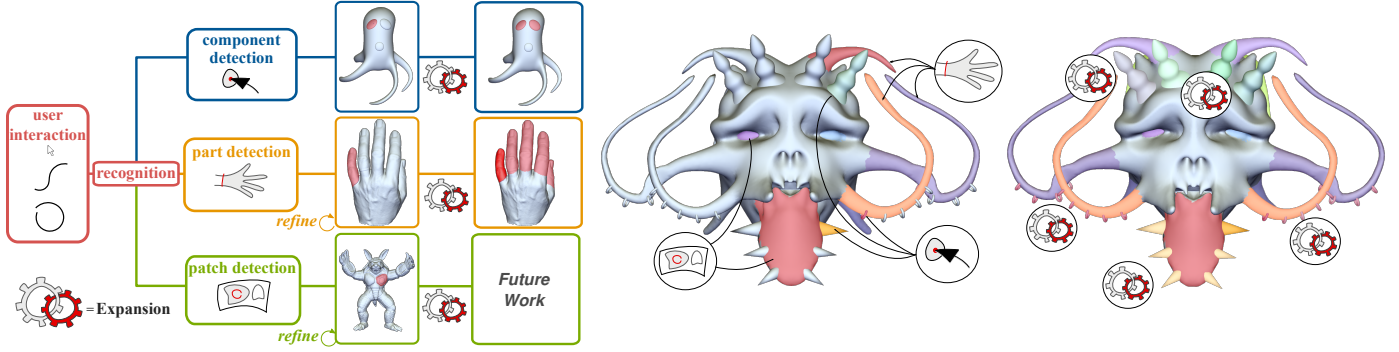 component
detection
user
interaction
recognition
part detection
refine
patch detection
Future
Work
refine
= Expansion